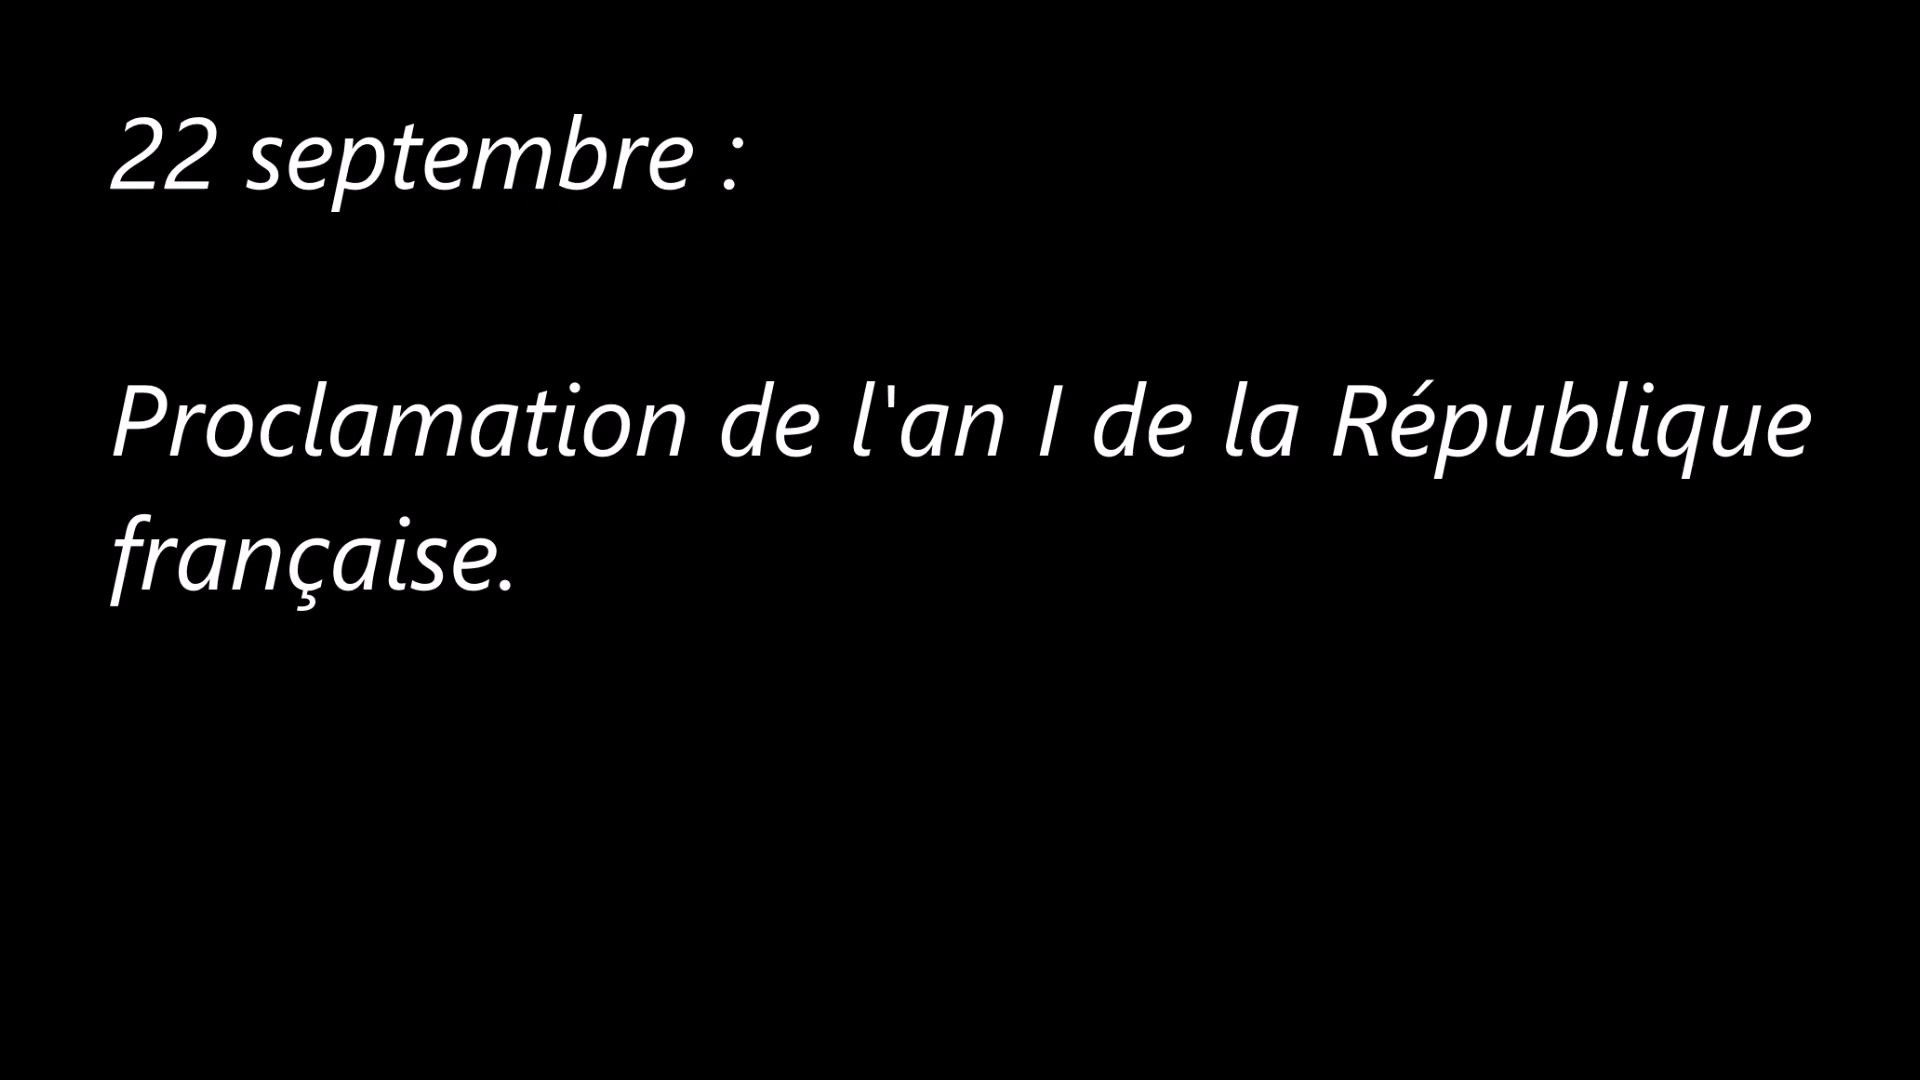 22 septembre :
Proclamation de l'an I de la République
française.